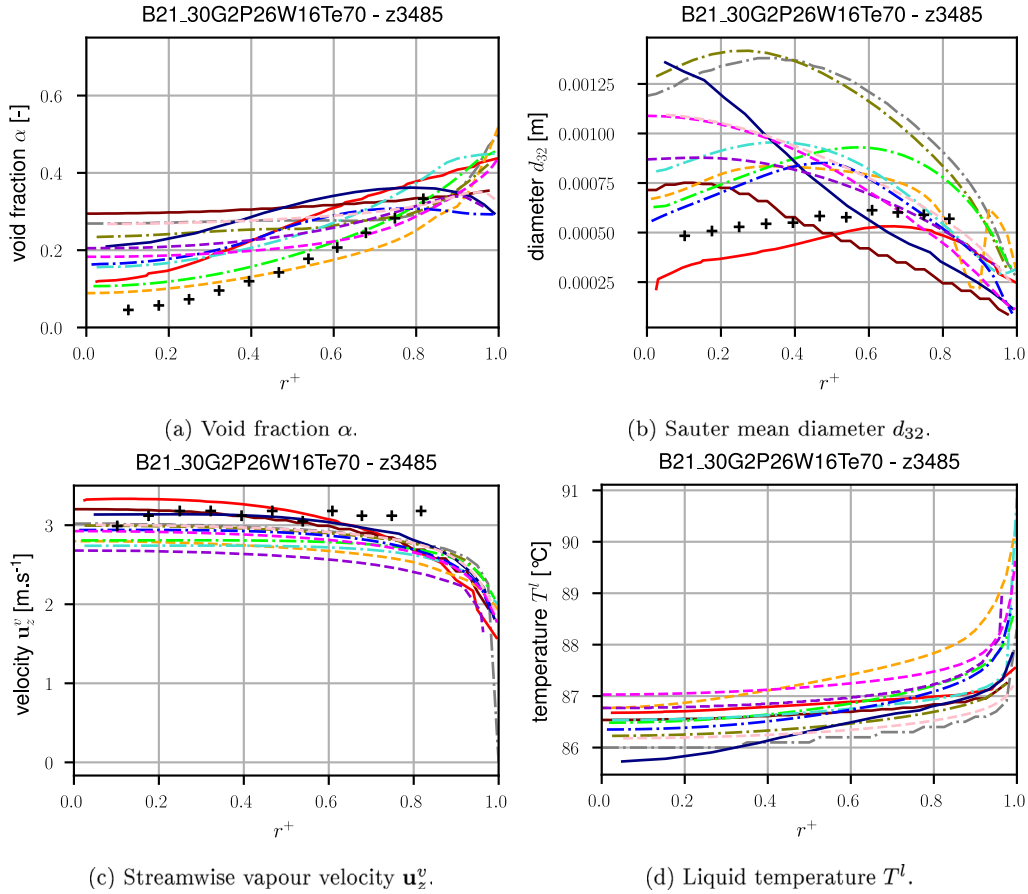 B21_30G2P26W16Te70 - z3485
void fraction α [-]
0.6
0.4
0.2
0.0
0.0 0.2 0.4 0.6 0.8 1.0
r⁺
(a) Void fraction α.
B21_30G2P26W16Te70 - z3485
diameter d₃₂ [m]
0.00125
0.00100
0.00075
0.00050
0.00025
0.0 0.2 0.4 0.6 0.8 1.0
r⁺
(b) Sauter mean diameter d₃₂.
B21_30G2P26W16Te70 - z3485
velocity u_z^v [m.s⁻¹]
3
2
1
0
0.0 0.2 0.4 0.6 0.8 1.0
r⁺
(c) Streamwise vapour velocity u_z^v.
B21_30G2P26W16Te70 - z3485
temperature Tˡ [°C]
91
90
89
88
87
86
0.0 0.2 0.4 0.6 0.8 1.0
r⁺
(d) Liquid temperature Tˡ.